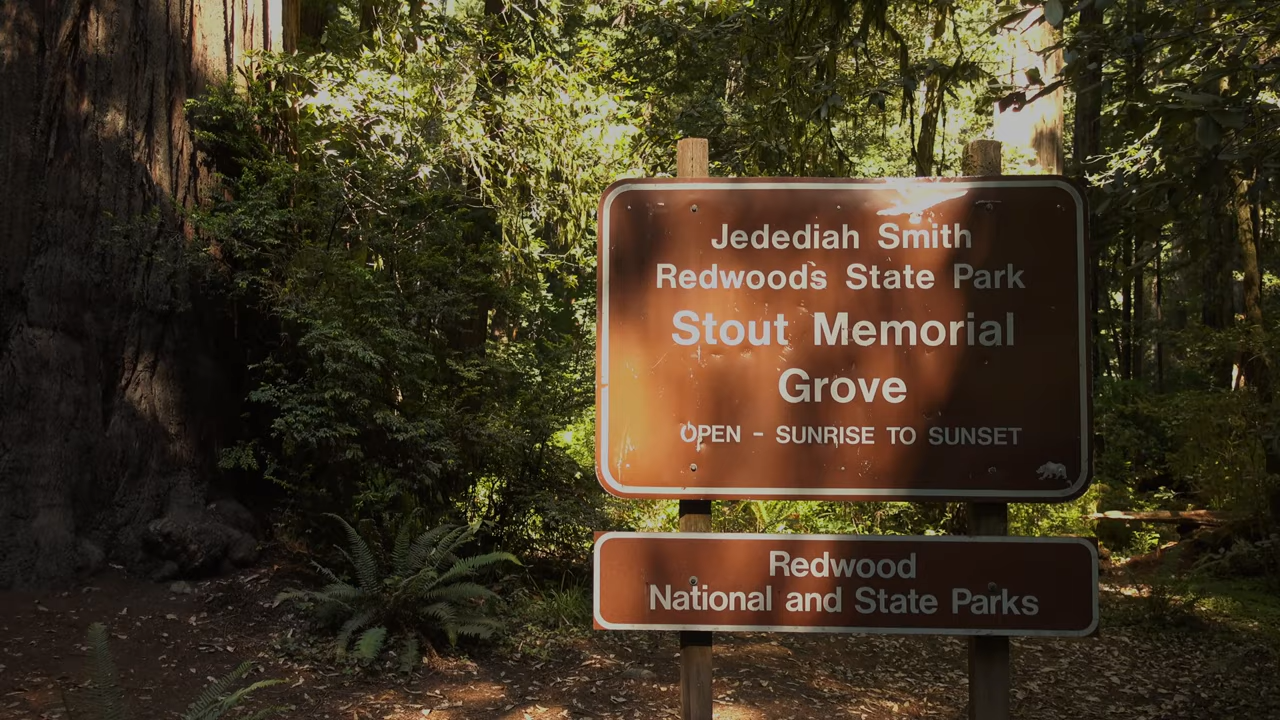 Jedediah Smith
Redwoods State Park
Stout Memorial
Grove
OPEN - SUNRISE TO SUNSET
Redwood
National and State Parks